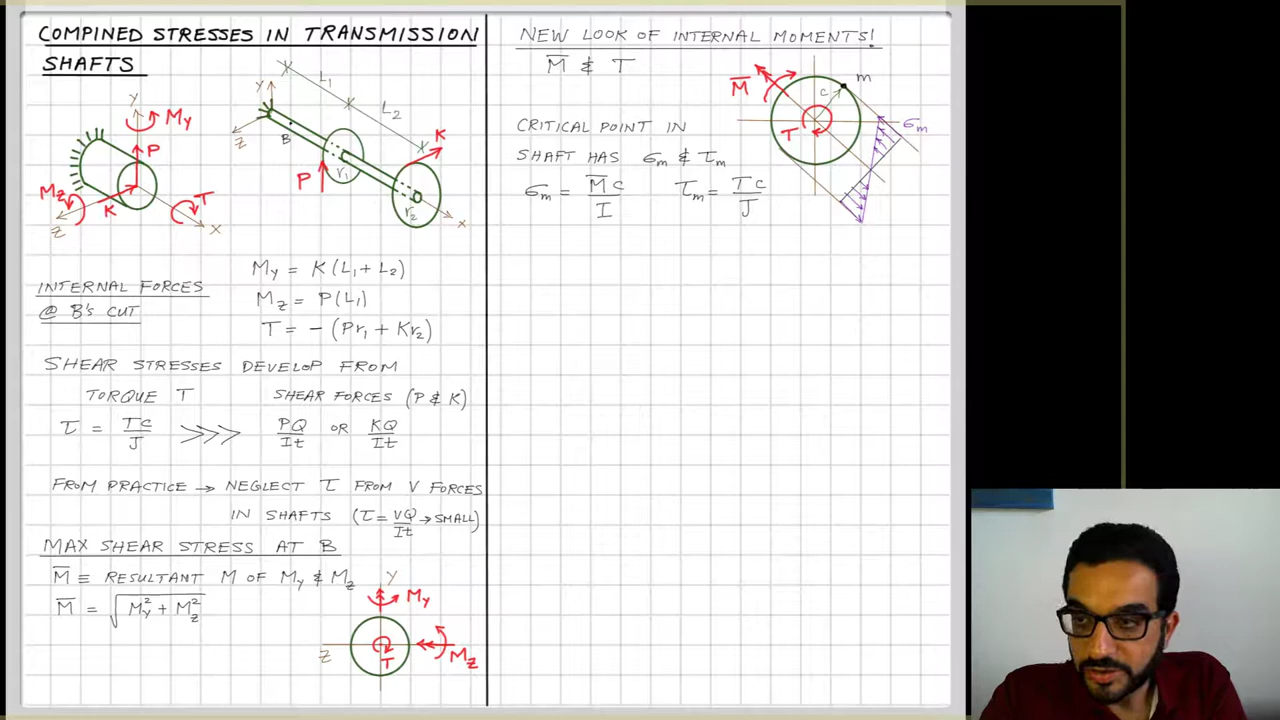 COMPINED STRESSES IN TRANSMISSION
SHAFTS
Y
My
P
Mz
K
T
Z
X
Y
L1
L2
Z
B
K
P
r1
r2
X
INTERNAL FORCES
@ B's CUT
My = K(L1 + L2)
Mz = P(L1)
T = - (Pr1 + Kr2)
SHEAR STRESSES DEVELOP FROM
TORQUE T SHEAR FORCES (P & K)
τ = Tc/J >>> PQ/It OR KQ/It
FROM PRACTICE → NEGLECT τ FROM V FORCES
IN SHAFTS (τ = VQ/It → SMALL)
MAX SHEAR STRESS AT B
M̅ ≡ RESULTANT M OF My & Mz
M̅ = √(My² + Mz²)
Y
My
Z
T
Mz
NEW LOOK OF INTERNAL MOMENTS!
M̅ & T
M̅
m
c
T
σm
CRITICAL POINT IN
SHAFT HAS σm & τm
σm = M̅c/I τm = Tc/J